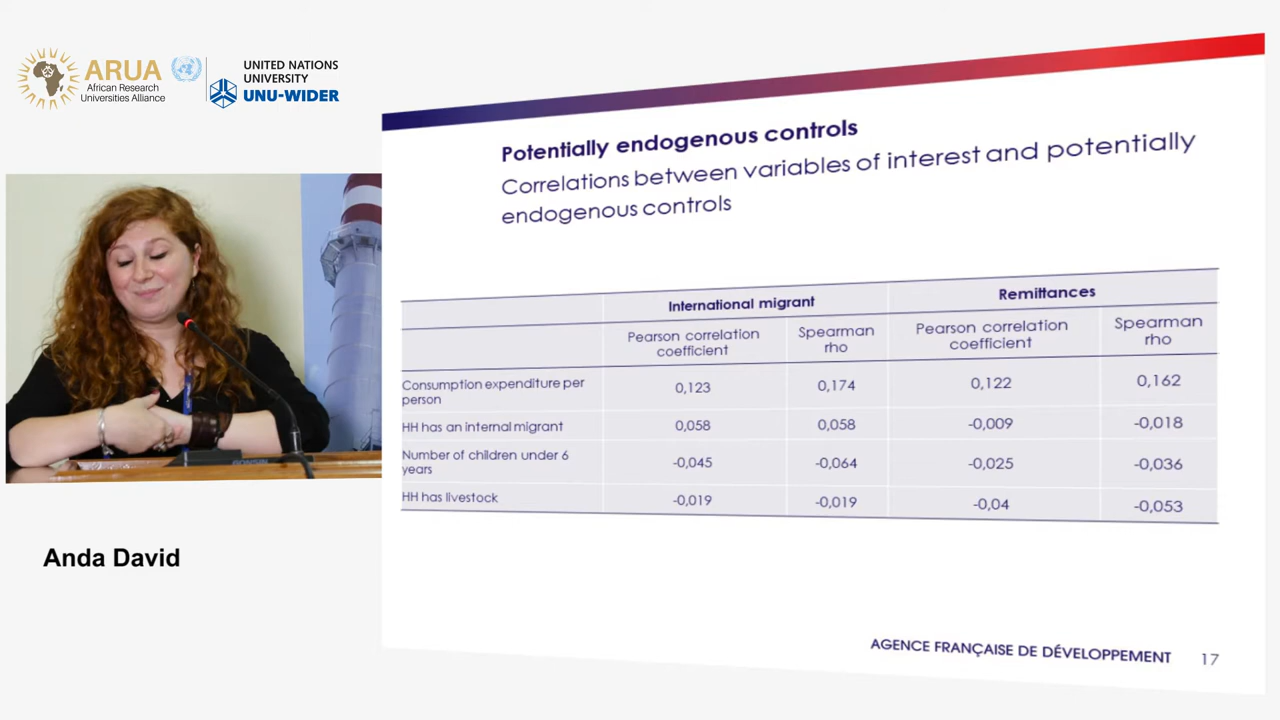 ARUA
African Research
Universities Alliance
UNITED NATIONS
UNIVERSITY
UNU-WIDER
Potentially endogenous controls
Correlations between variables of interest and potentially
endogenous controls
International migrant
Remittances
Pearson correlation
coefficient
Spearman
rho
Pearson correlation
coefficient
Spearman
rho
Consumption expenditure per
person
0,123
0,174
0,122
0,162
HH has an internal migrant
0,058
0,058
-0,009
-0,018
Number of children under 6
years
-0,045
-0,064
-0,025
-0,036
HH has livestock
-0,019
-0,019
-0,04
-0,053
Anda David
AGENCE FRANÇAISE DE DÉVELOPPEMENT
17